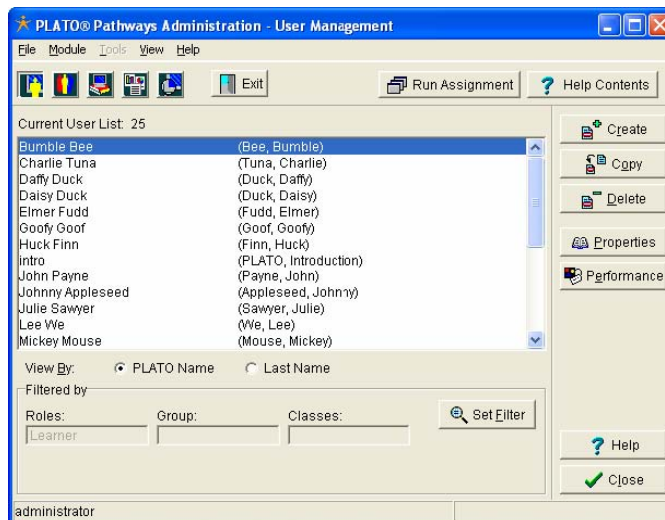 PLATO® Pathways Administration - User Management
File Module Tools View Help
Exit Run Assignment ? Help Contents
Current User List: 25
Bumble Bee (Bee, Bumble)
Charlie Tuna (Tuna, Charlie)
Daffy Duck (Duck, Daffy)
Daisy Duck (Duck, Daisy)
Elmer Fudd (Fudd, Elmer)
Goofy Goof (Goof, Goofy)
Huck Finn (Finn, Huck)
intro (PLATO, Introduction)
John Payne (Payne, John)
Johnny Appleseed (Appleseed, Johnny)
Julie Sawyer (Sawyer, Julie)
Lee We (We, Lee)
Mickey Mouse (Mouse, Mickey)
View By: PLATO Name Last Name
Filtered by
Roles: Group: Classes:
Learner
Set Filter
Create
Copy
Delete
Properties
Performance
? Help
Close
administrator